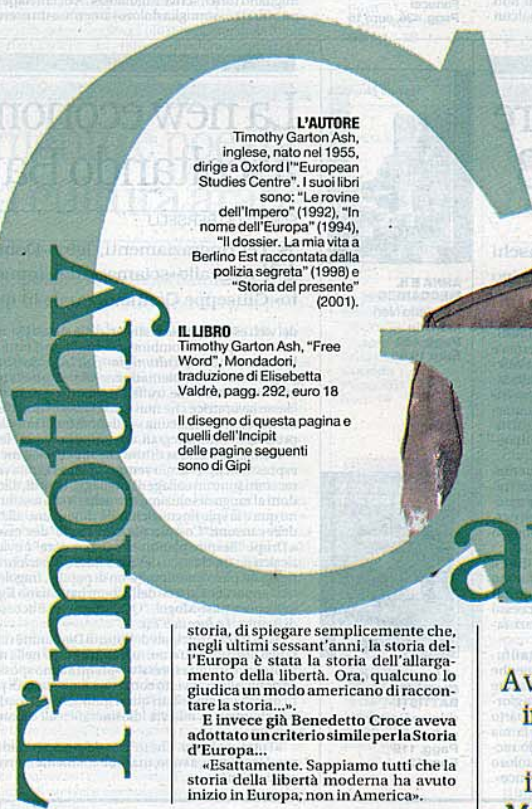 Timothy
G
L'AUTORE
Timothy Garton Ash,
inglese, nato nel 1955,
dirige a Oxford l'"European
Studies Centre". I suoi libri
sono: "Le rovine
dell'Impero" (1992), "In
nome dell'Europa" (1994),
"Il dossier. La mia vita a
Berlino Est raccontata dalla
polizia segreta" (1998) e
"Storia del presente"
(2001).
IL LIBRO
Timothy Garton Ash, "Free
Word", Mondadori,
traduzione di Elisebetta
Valdrè, pagg. 292, euro 18
Il disegno di questa pagina e
quelli dell'Incipit
delle pagine seguenti
sono di Gipi
a
storia, di spiegare semplicemente che,
negli ultimi sessant'anni, la storia del-
l'Europa è stata la storia dell'allarga-
mento della libertà. Ora, qualcuno lo
giudica un modo americano di raccon-
tare la storia...».
E invece già Benedetto Croce aveva
adottato un criterio simile per la Storia
d'Europa...
«Esattamente. Sappiamo tutti che la
storia della libertà moderna ha avuto
inizio in Europa, non in America».
Av
i
i